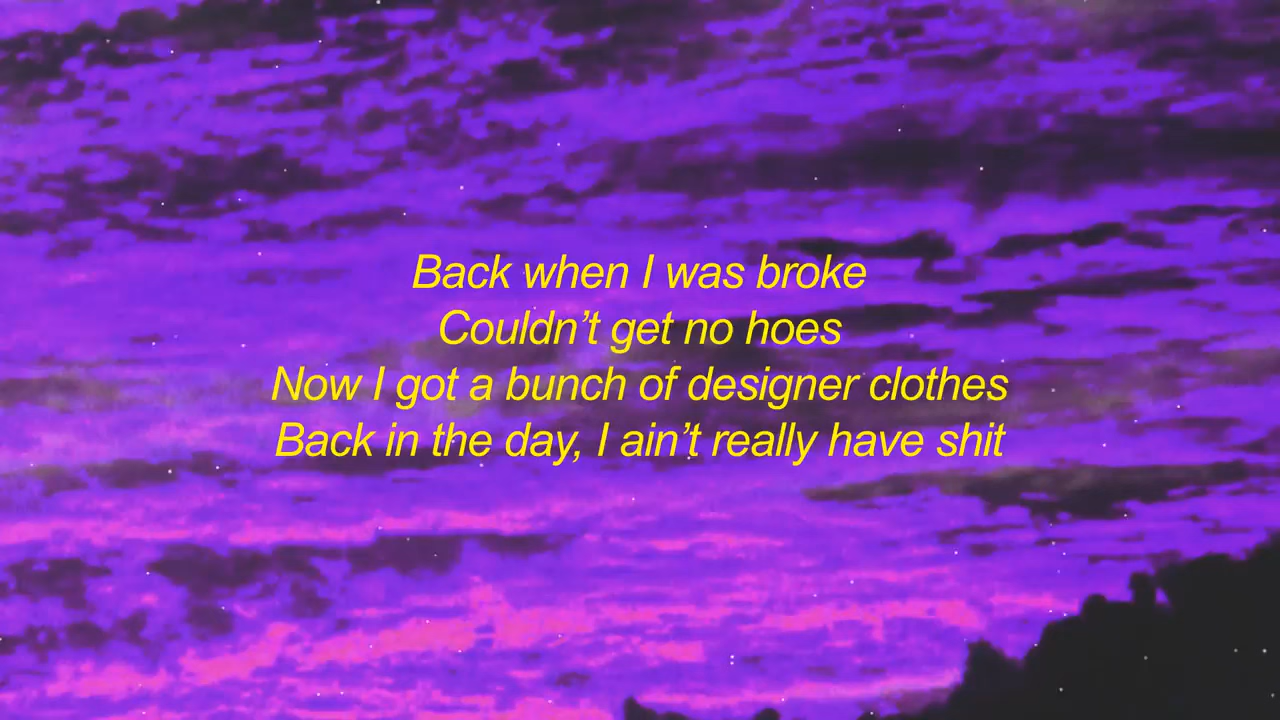 Back when I was broke
Couldn’t get no hoes
Now I got a bunch of designer clothes
Back in the day, I ain’t really have shit